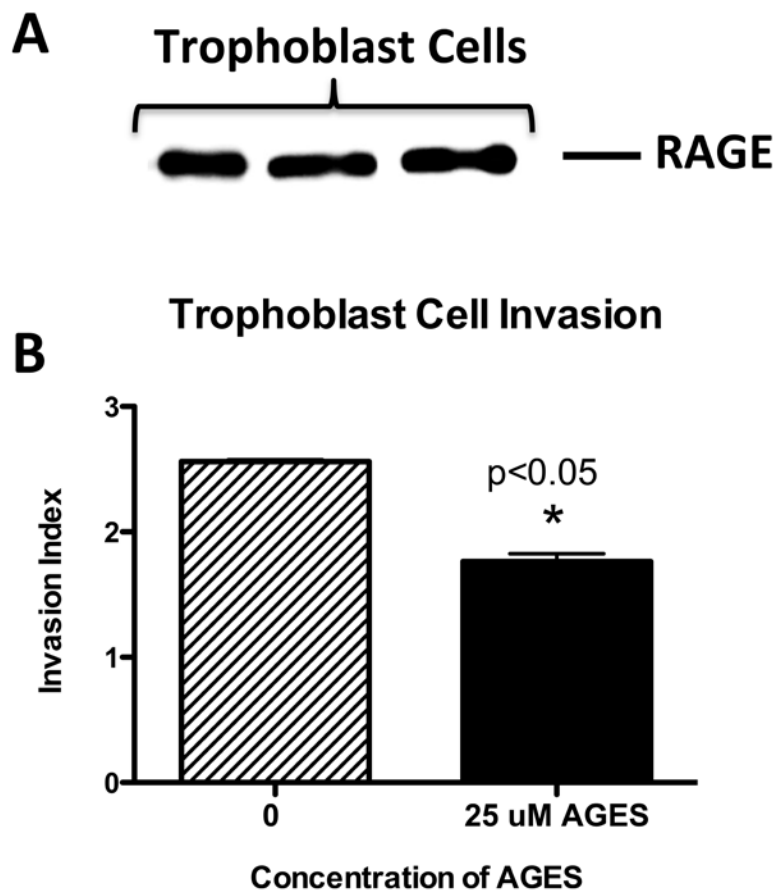 A
Trophoblast Cells
RAGE
Trophoblast Cell Invasion
B
3
p<0.05
*
2
Invasion Index
1
0
0
25 uM AGES
Concentration of AGES